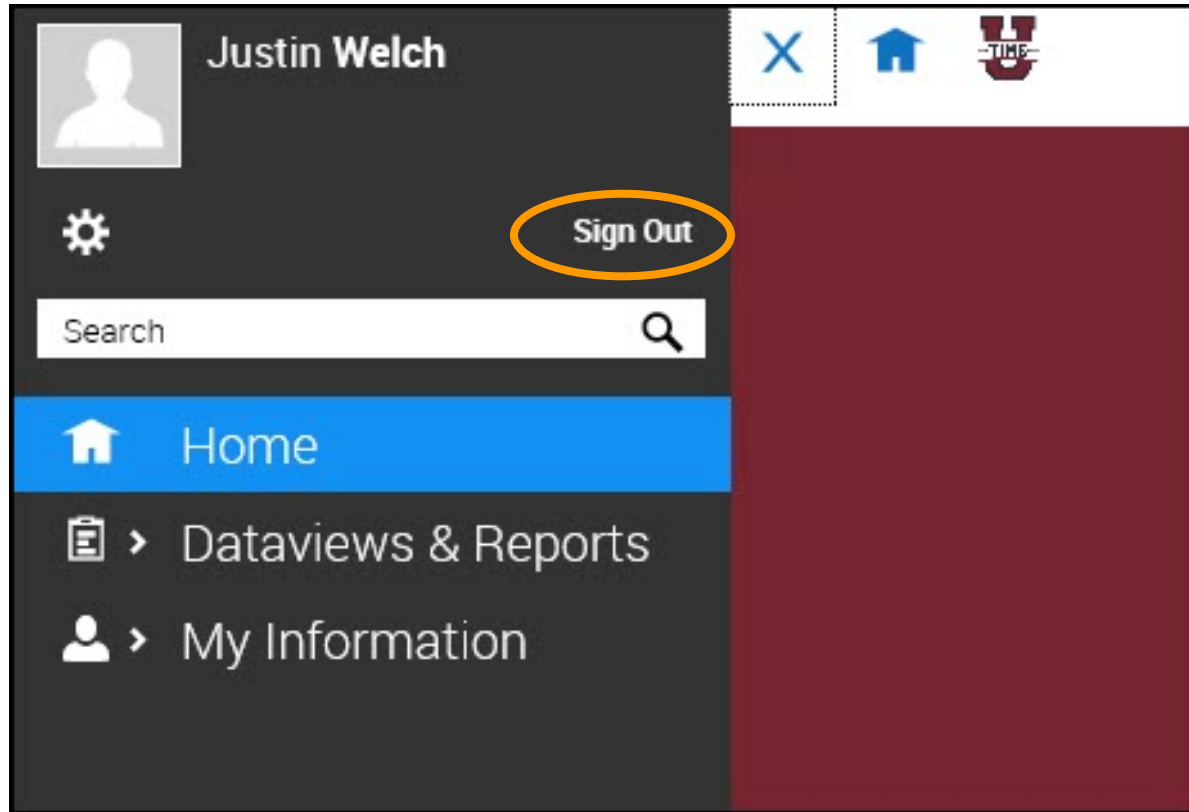 Justin Welch
U
TIME
Sign Out
Search
Home
Dataviews & Reports
My Information